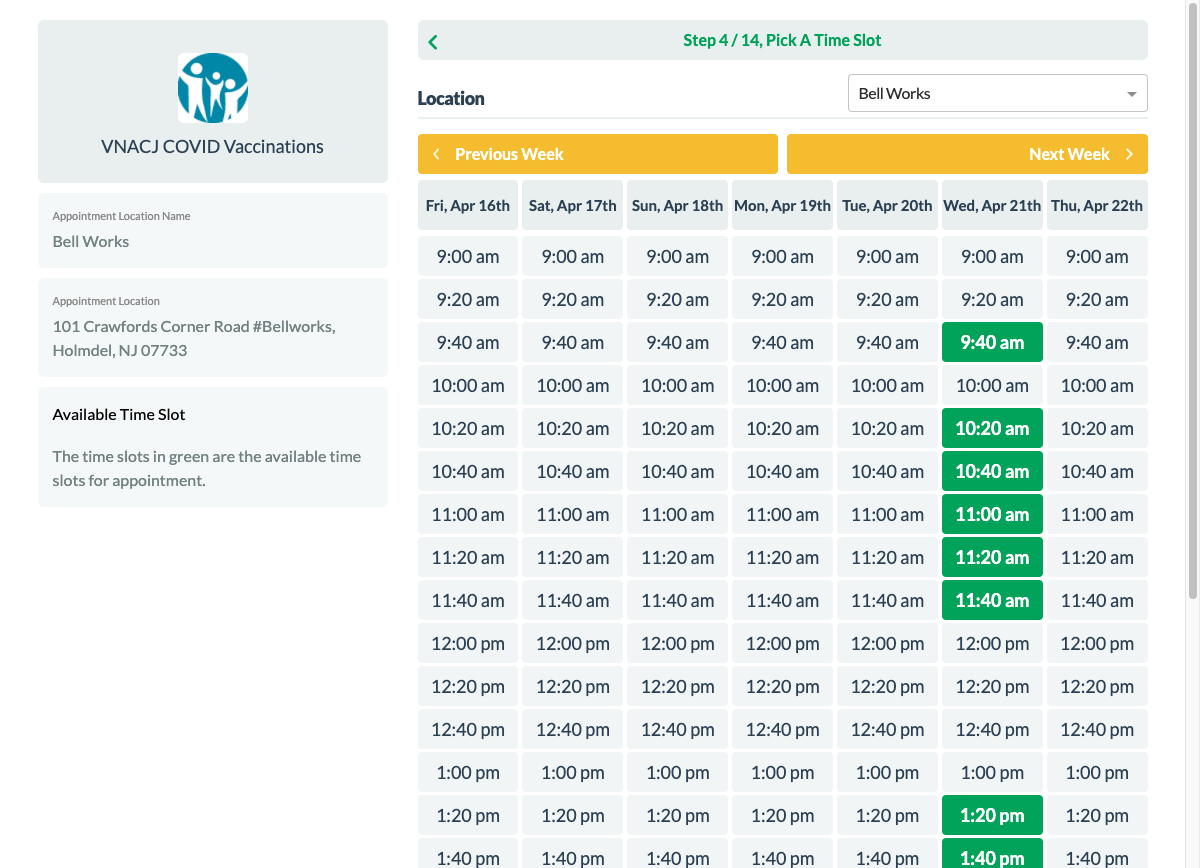 VNACJ COVID Vaccinations
Appointment Location Name
Bell Works
Appointment Location
101 Crawfords Corner Road #Bellworks,
Holmdel, NJ 07733
Available Time Slot
The time slots in green are the available time
slots for appointment.
Step 4 / 14, Pick A Time Slot
Location
Bell Works
Previous Week
Next Week
Fri, Apr 16th Sat, Apr 17th Sun, Apr 18th Mon, Apr 19th Tue, Apr 20th Wed, Apr 21th Thu, Apr 22th
9:00 am 9:00 am 9:00 am 9:00 am 9:00 am 9:00 am 9:00 am
9:20 am 9:20 am 9:20 am 9:20 am 9:20 am 9:20 am 9:20 am
9:40 am 9:40 am 9:40 am 9:40 am 9:40 am 9:40 am 9:40 am
10:00 am 10:00 am 10:00 am 10:00 am 10:00 am 10:00 am 10:00 am
10:20 am 10:20 am 10:20 am 10:20 am 10:20 am 10:20 am 10:20 am
10:40 am 10:40 am 10:40 am 10:40 am 10:40 am 10:40 am 10:40 am
11:00 am 11:00 am 11:00 am 11:00 am 11:00 am 11:00 am 11:00 am
11:20 am 11:20 am 11:20 am 11:20 am 11:20 am 11:20 am 11:20 am
11:40 am 11:40 am 11:40 am 11:40 am 11:40 am 11:40 am 11:40 am
12:00 pm 12:00 pm 12:00 pm 12:00 pm 12:00 pm 12:00 pm 12:00 pm
12:20 pm 12:20 pm 12:20 pm 12:20 pm 12:20 pm 12:20 pm 12:20 pm
12:40 pm 12:40 pm 12:40 pm 12:40 pm 12:40 pm 12:40 pm 12:40 pm
1:00 pm 1:00 pm 1:00 pm 1:00 pm 1:00 pm 1:00 pm 1:00 pm
1:20 pm 1:20 pm 1:20 pm 1:20 pm 1:20 pm 1:20 pm 1:20 pm
1:40 pm 1:40 pm 1:40 pm 1:40 pm 1:40 pm 1:40 pm 1:40 pm